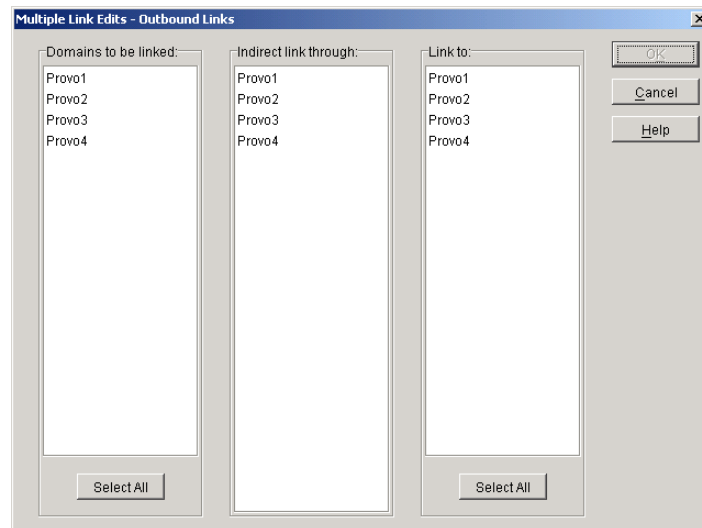 Multiple Link Edits - Outbound Links
Domains to be linked:
Provo1
Provo2
Provo3
Provo4
Select All
Indirect link through:
Provo1
Provo2
Provo3
Provo4
Link to:
Provo1
Provo2
Provo3
Provo4
Select All
OK
Cancel
Help